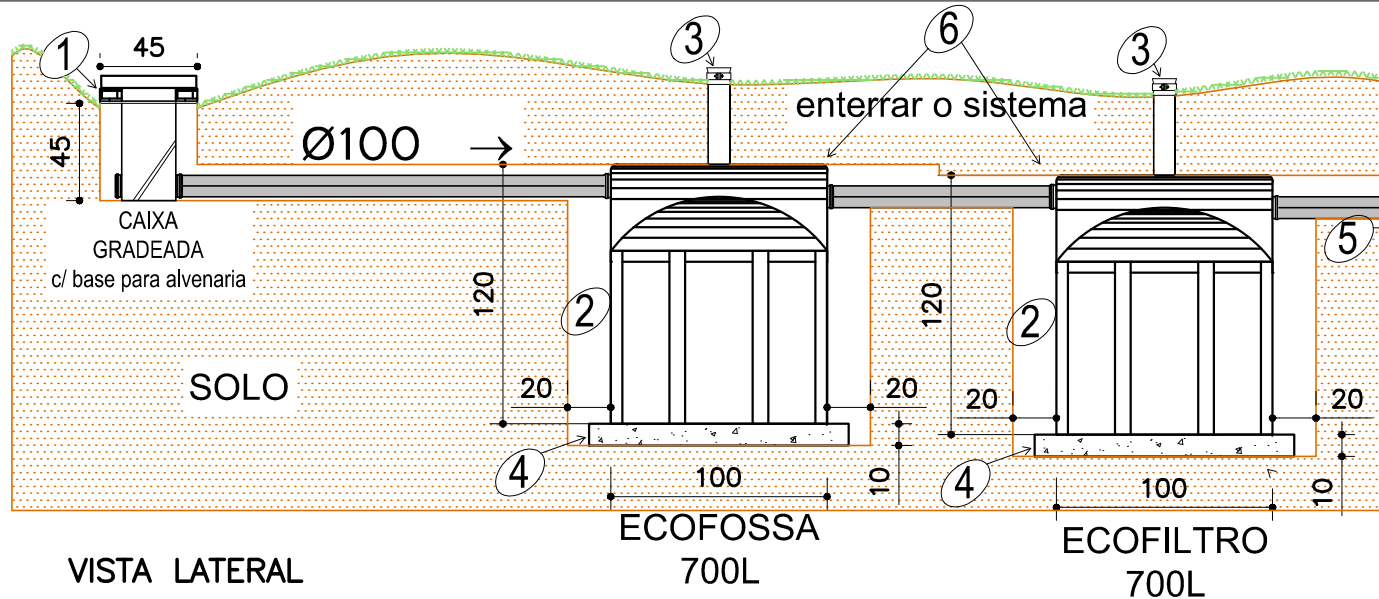 1
45
3
6
3
enterrar o sistema
45
Ø100
CAIXA
GRADEADA
c/ base para alvenaria
5
120
2
120
2
SOLO
20
20
20
20
4
100
10
4
100
10
ECOFOSSA
700L
ECOFILTRO
700L
VISTA LATERAL